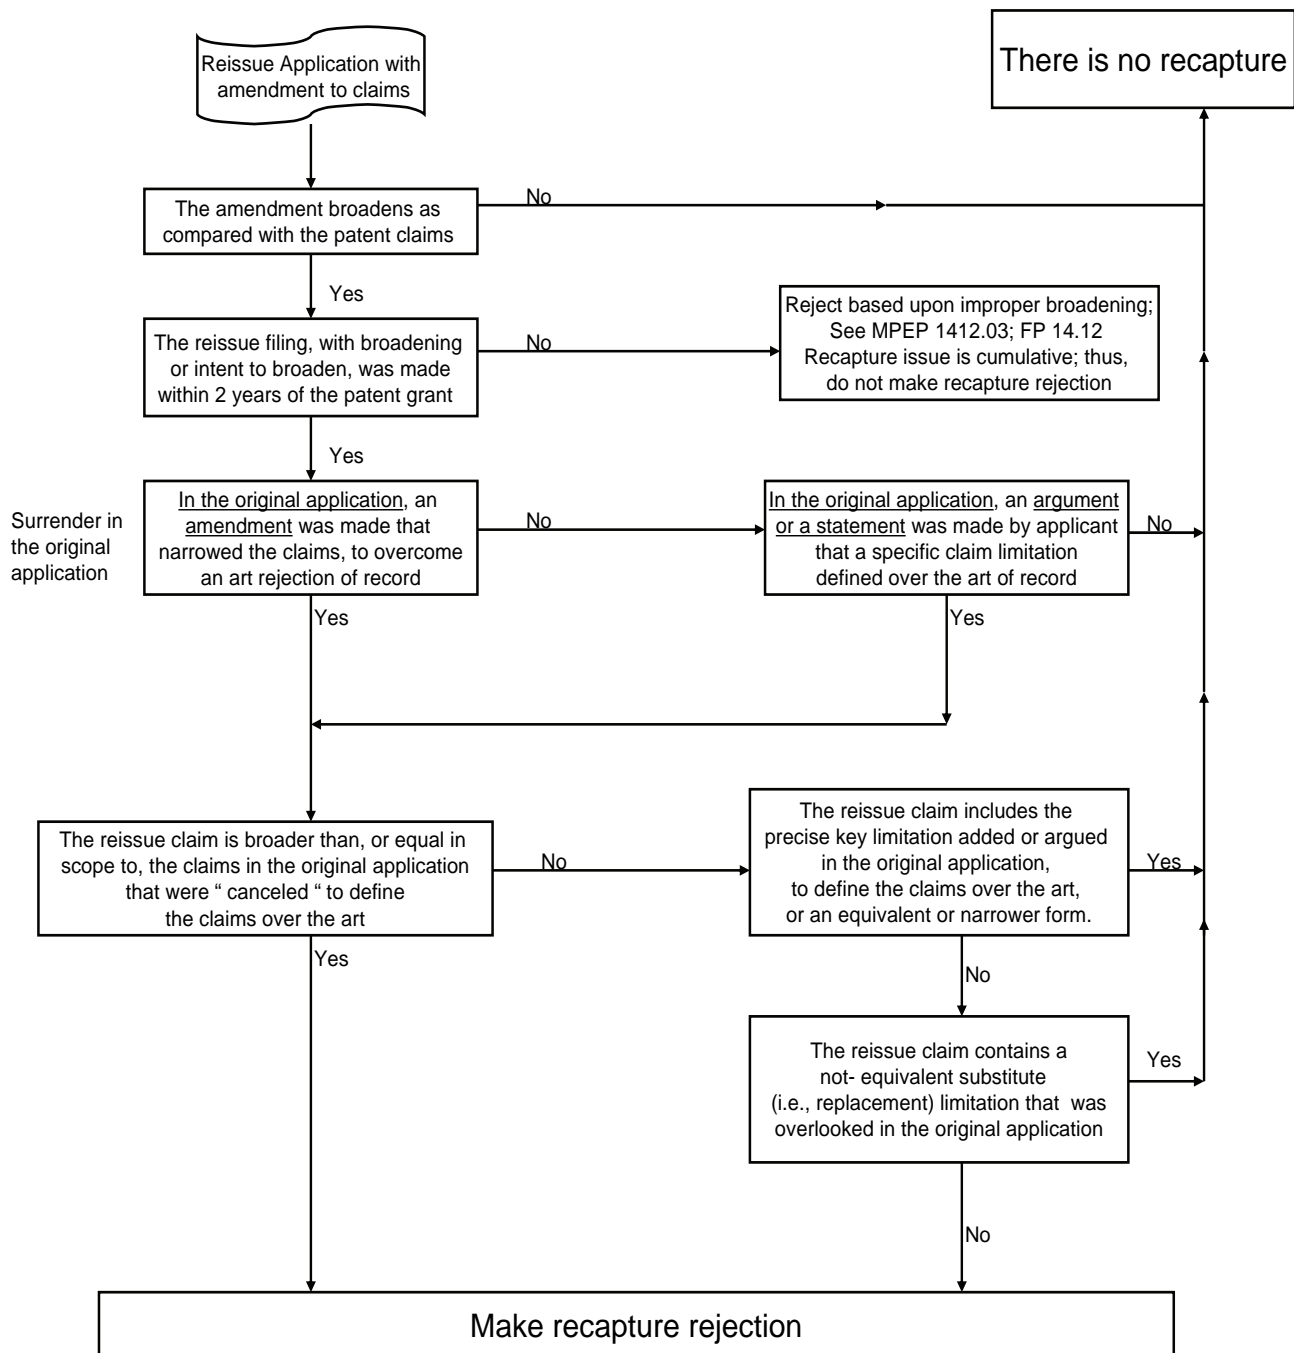 Reissue Application with
amendment to claims
There is no recapture
The amendment broadens as
compared with the patent claims
No
Yes
The reissue filing, with broadening
or intent to broaden, was made
within 2 years of the patent grant
No
Reject based upon improper broadening;
See MPEP 1412.03; FP 14.12
Recapture issue is cumulative; thus,
do not make recapture rejection
Yes
Surrender in
the original
application
In the original application, an
amendment was made that
narrowed the claims, to overcome
an art rejection of record
No
In the original application, an argument
or a statement was made by applicant
that a specific claim limitation
defined over the art of record
No
Yes
Yes
The reissue claim is broader than, or equal in
scope to, the claims in the original application
that were “ canceled “ to define
the claims over the art
No
The reissue claim includes the
precise key limitation added or argued
in the original application,
to define the claims over the art,
or an equivalent or narrower form.
Yes
Yes
No
The reissue claim contains a
not- equivalent substitute
(i.e., replacement) limitation that was
overlooked in the original application
Yes
No
Make recapture rejection